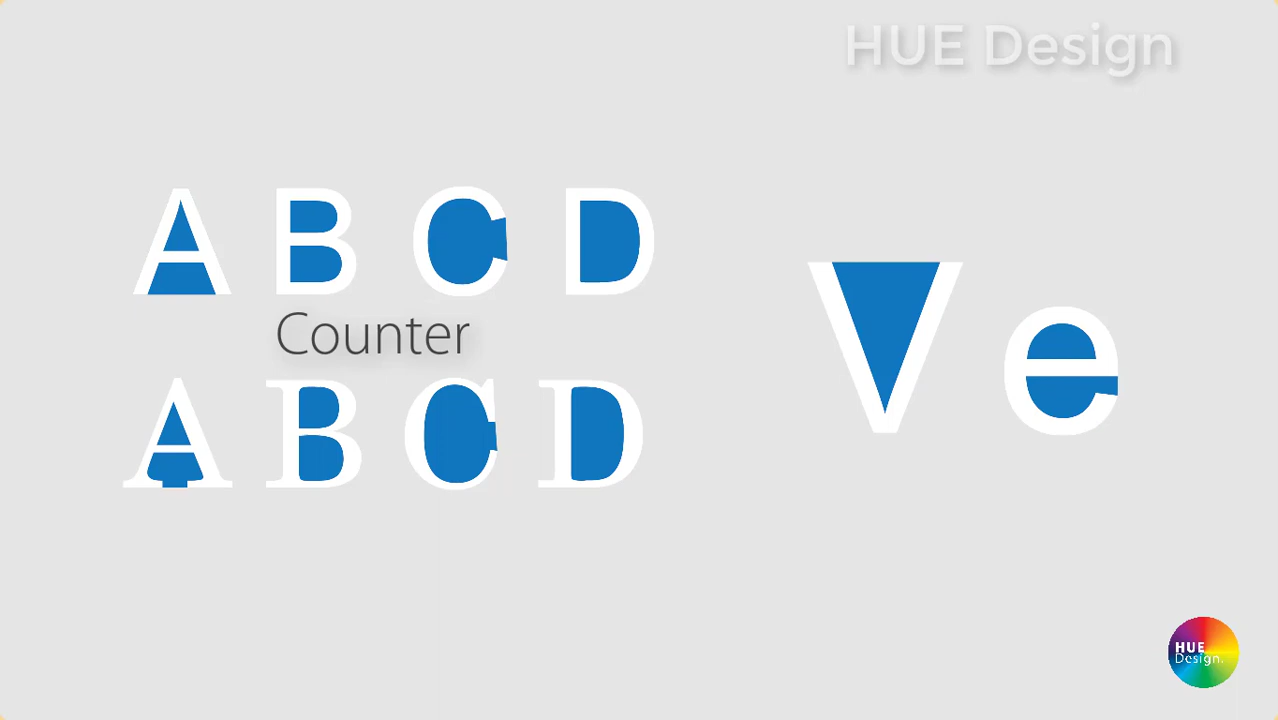 HUE Design
A B C D
Counter
A B C D
Ve
HUE
Design.